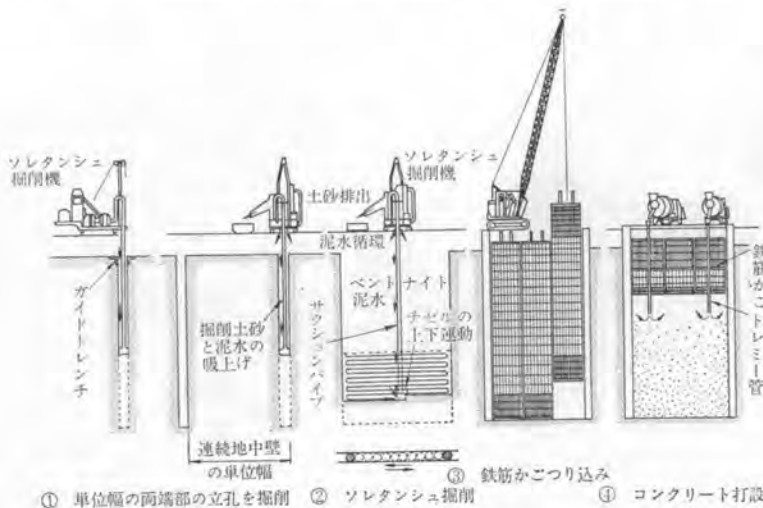 ソレタンシュ
掘削機
ガイドトレンチ
土砂排出
掘削土砂
と泥水の
吸上げ
連続地中壁
の単位幅
ソレタンシュ
掘削機
泥水循環
ベントナイト
泥水
サクションパイプ
チゼルの
上下運動
鉄筋かご
トレミー管
① 単位幅の両端部の立孔を掘削
② ソレタンシュ掘削
③ 鉄筋かごつり込み
④ コンクリート打設